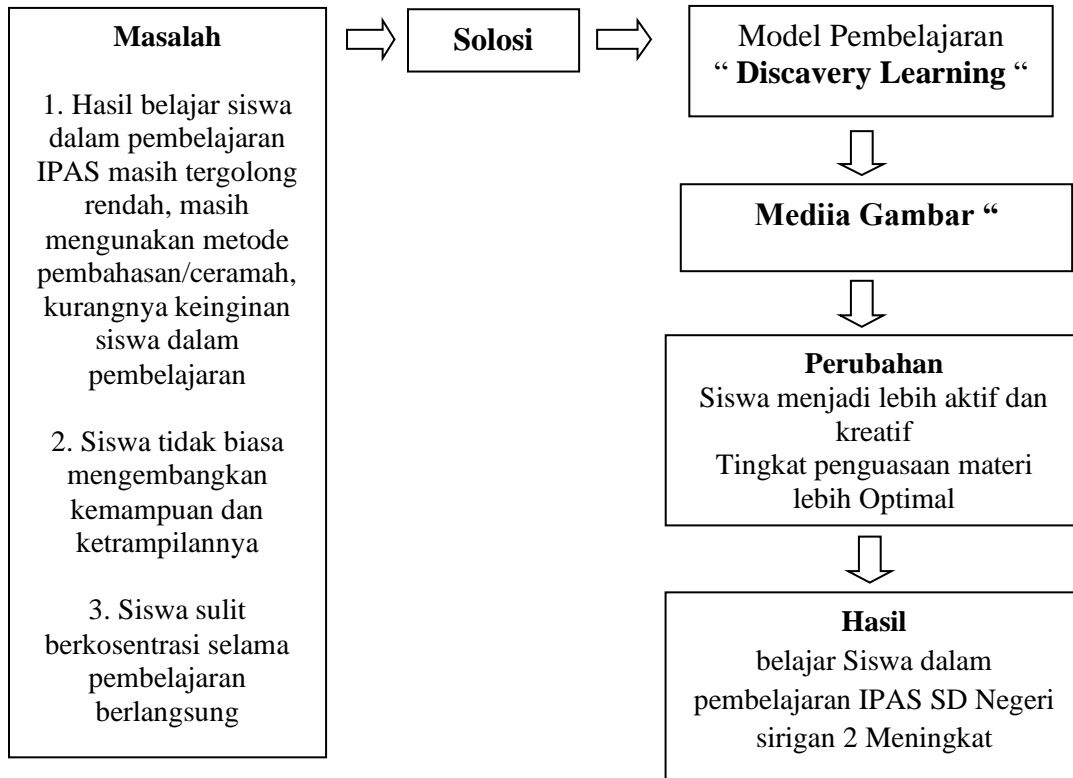 Masalah
1. Hasil belajar siswa
dalam pembelajaran
IPAS masih tergolong
rendah, masih
mengunakan metode
pembahasan/ceramah,
kurangnya keinginan
siswa dalam
pembelajaran
2. Siswa tidak biasa
mengembangkan
kemampuan dan
ketrampilannya
3. Siswa sulit
berkosentrasi selama
pembelajaran
berlangsung
Solosi
Model Pembelajaran
“ Discavery Learning “
Mediia Gambar “
Perubahan
Siswa menjadi lebih aktif dan
kreatif
Tingkat penguasaan materi
lebih Optimal
Hasil
belajar Siswa dalam
pembelajaran IPAS SD Negeri
sirigan 2 Meningkat